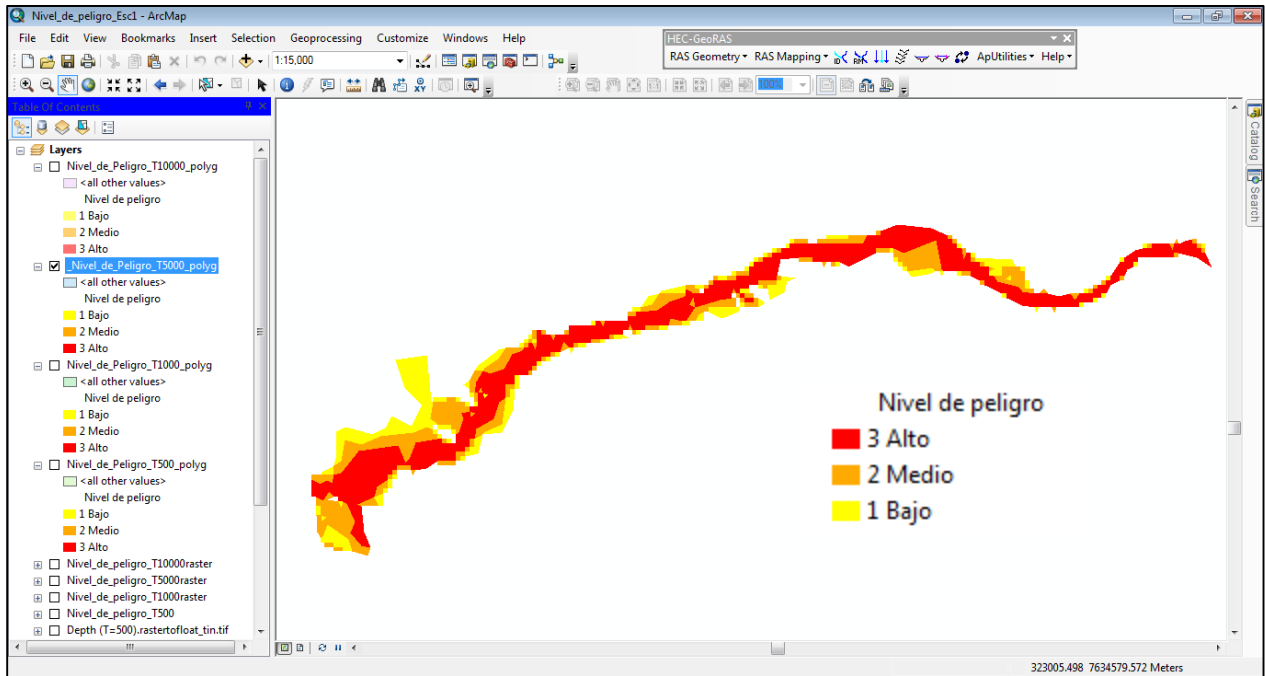 Nivel_de_peligro_Esc1 - ArcMap
File Edit View Bookmarks Insert Selection Geoprocessing Customize Windows Help
HEC-GeoRAS
1:15,000
RAS Geometry RAS Mapping ApUtilities Help
100%
Table Of Contents
Layers
Nivel_de_Peligro_T10000_polyg
<all other values>
Nivel de peligro
1 Bajo
2 Medio
3 Alto
_Nivel_de_Peligro_T5000_polyg
<all other values>
Nivel de peligro
1 Bajo
2 Medio
3 Alto
Nivel_de_Peligro_T1000_polyg
<all other values>
Nivel de peligro
1 Bajo
2 Medio
3 Alto
Nivel_de_Peligro_T500_polyg
<all other values>
Nivel de peligro
1 Bajo
2 Medio
3 Alto
Nivel_de_peligro_T10000raster
Nivel_de_peligro_T5000raster
Nivel_de_peligro_T1000raster
Nivel_de_peligro_T500
Depth (T=500).rastertofloat_tin.tif
Nivel de peligro
3 Alto
2 Medio
1 Bajo
Catalog
Search
323005.498 7634579.572 Meters